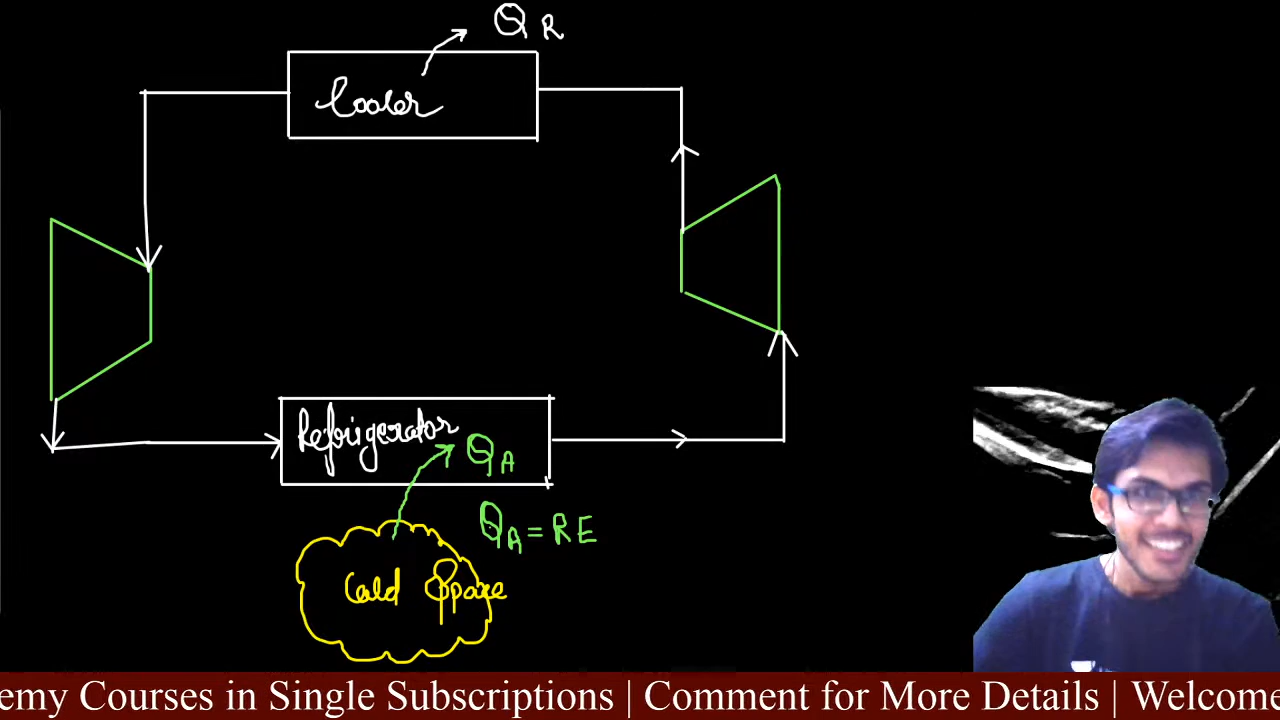 Q R
Cooler
Refrigerator
Q A
Q A = R E
Cold Space
emy Courses in Single Subscriptions | Comment for More Details | Welcome